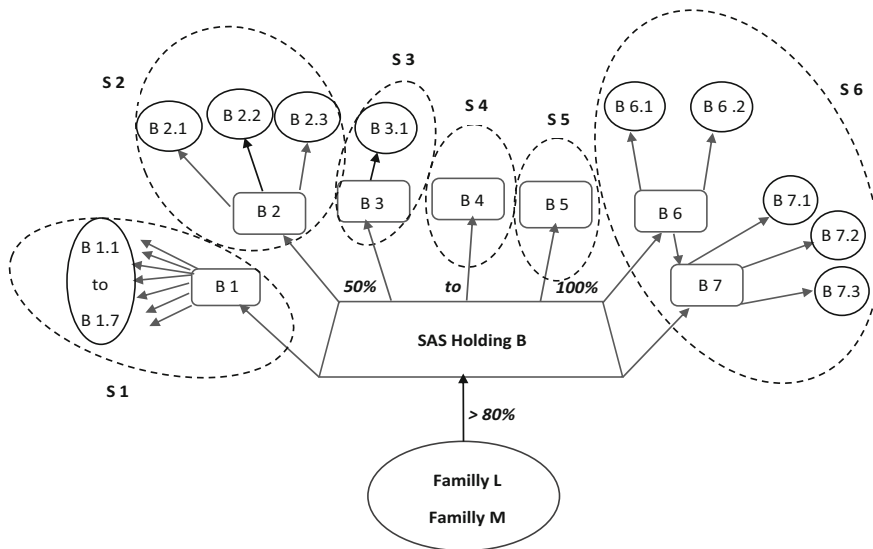 S 2
S 3
S 4
S 5
S 6
B 2.1
B 2.2
B 2.3
B 3.1
B 6.1
B 6 .2
B 2
B 3
B 4
B 5
B 6
B 7.1
B 7.2
B 7.3
B 7
B 1.1
to
B 1.7
B 1
S 1
50%
to
100%
SAS Holding B
> 80%
Familly L
Familly M